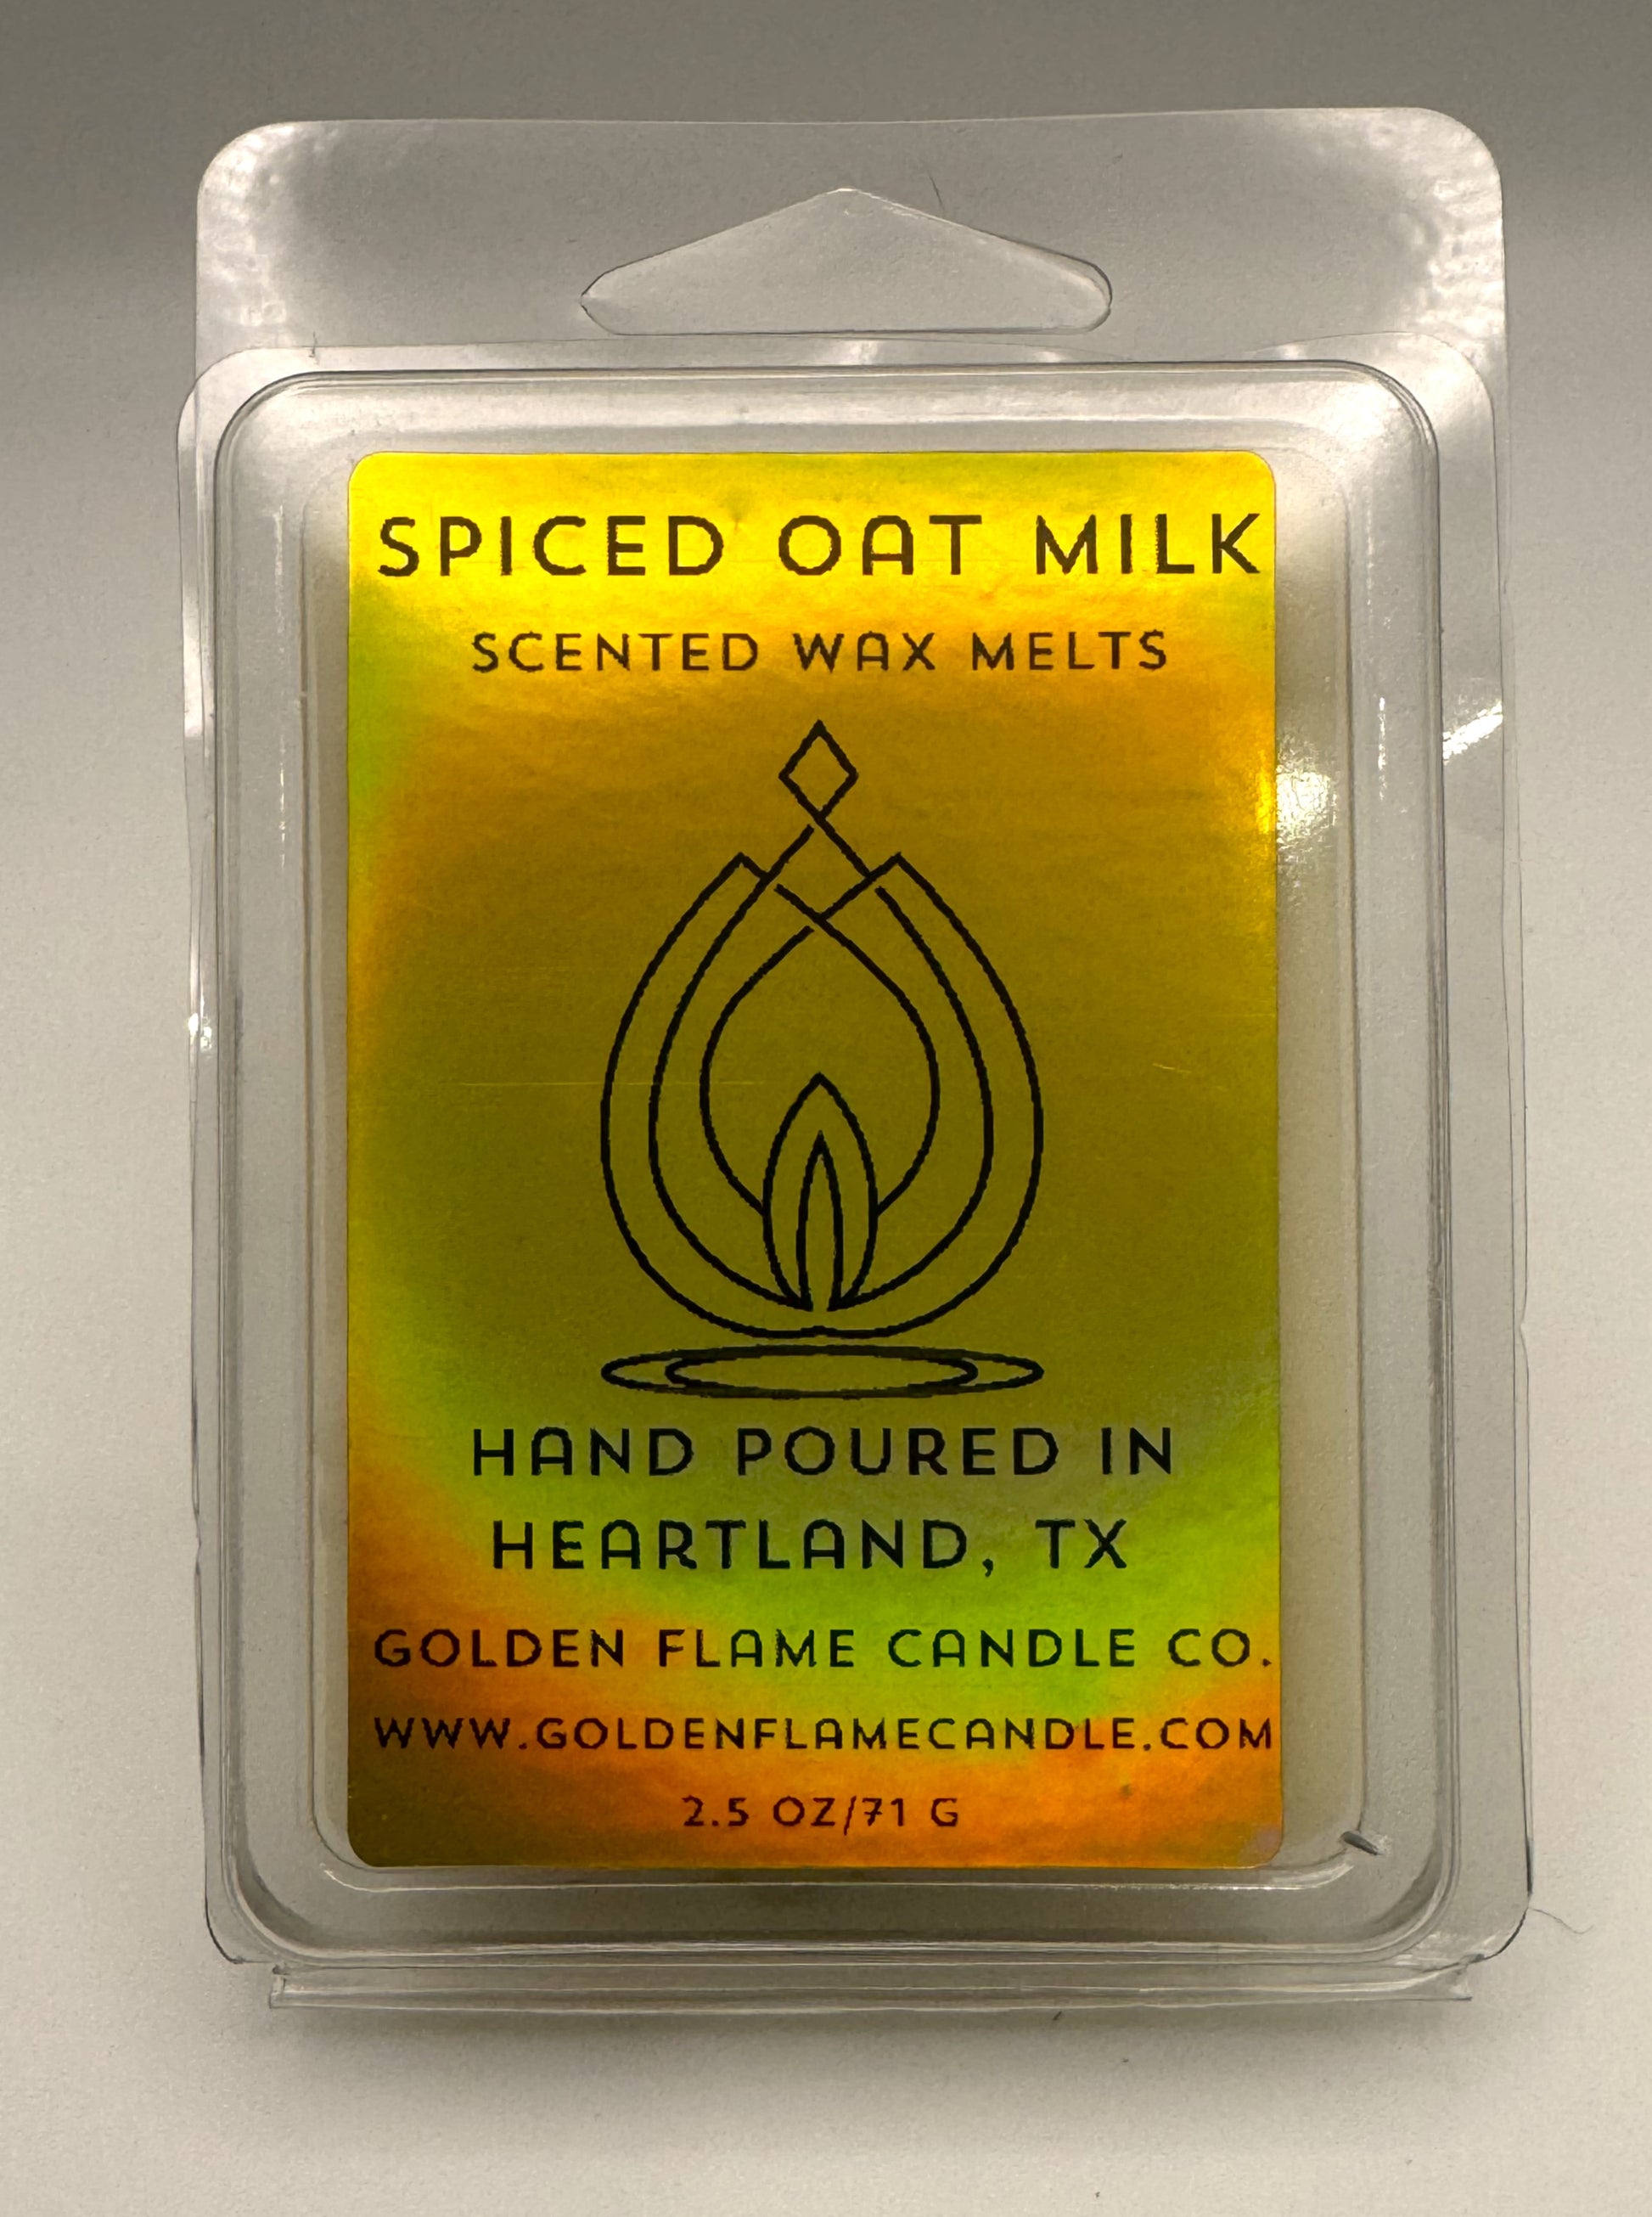 SPICED OAT MILK
SCENTED WAX MELTS
HAND POURED IN
HEARTLAND, TX
GOLDEN FLAME CANDLE CO.
WWW.GOLDENFLAMECANDLE.COM
2.5 OZ/71 G